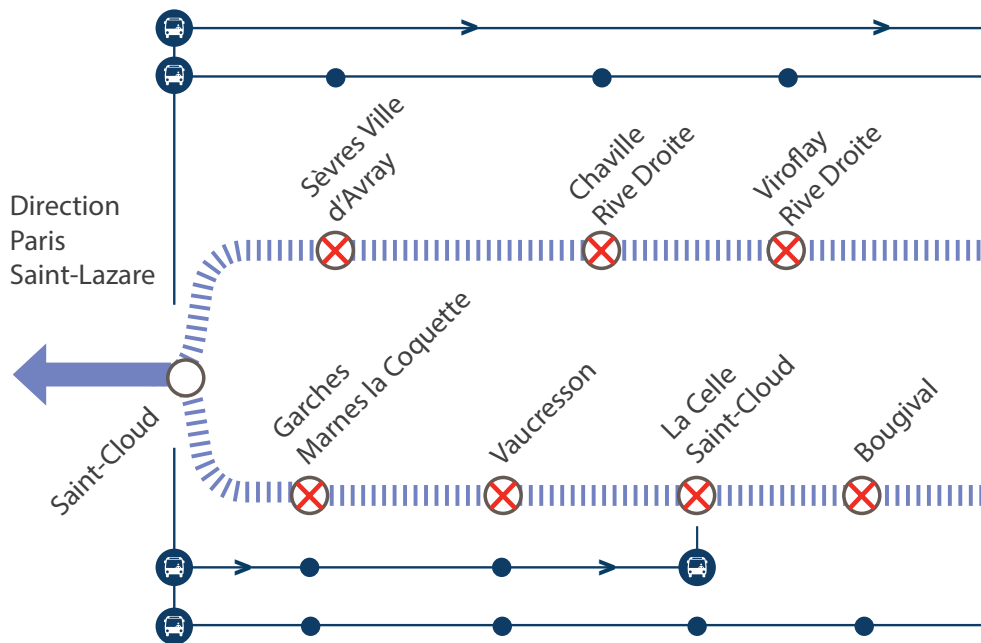 Sèvres Ville
d'Avray
Chaville
Rive Droite
Viroflay
Rive Droite
Direction
Paris
Saint-Lazare
Saint-Cloud
Garches
Marnes la Coquette
Vaucresson
La Celle
Saint-Cloud
Bougival